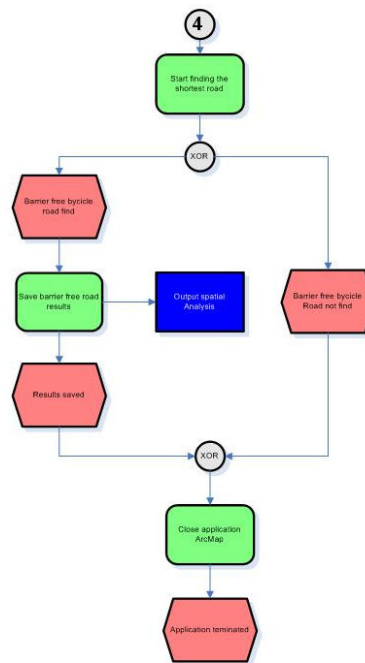 4
Start finding the
shortest road
XOR
Barrier free bycicle
road find
Save barrier free road
results
Output spatial
Analysis
Barrier free bycicle
Road not find
Results saved
XOR
Close application
ArcMap
Application teminated